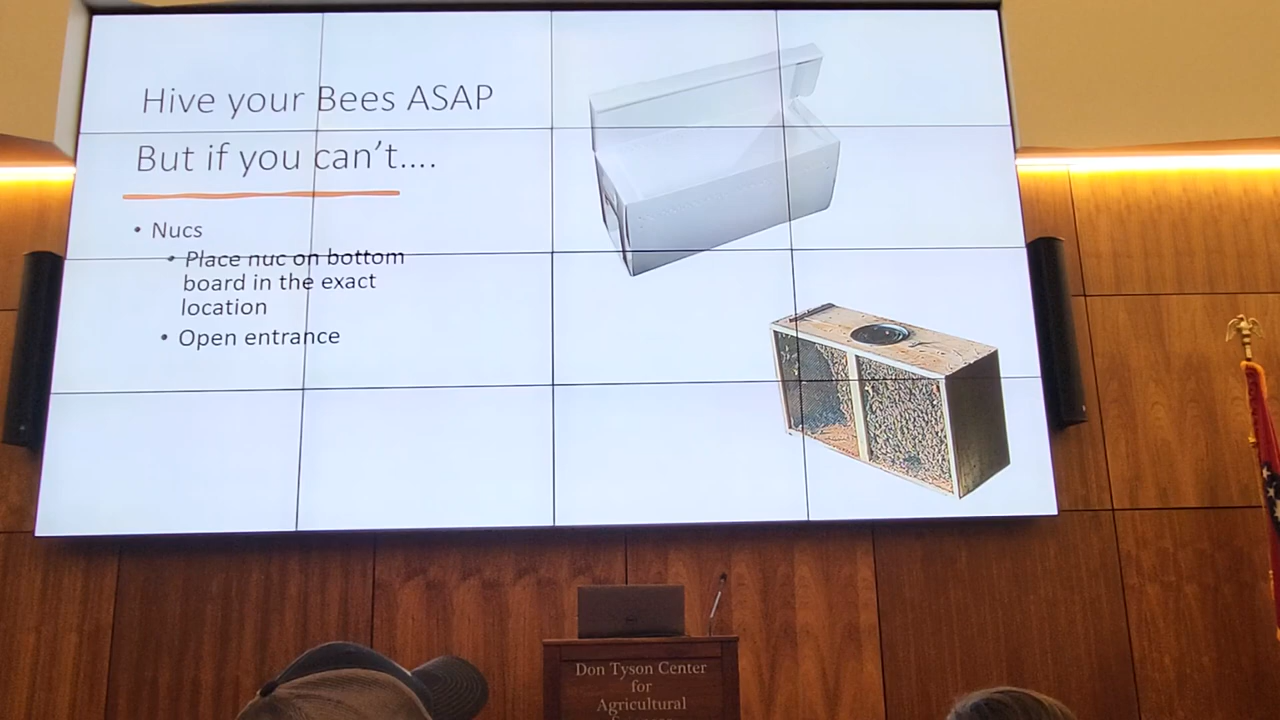 Hive your Bees ASAP
But if you can't....
• Nucs
• Place nuc on bottom
board in the exact
location
• Open entrance
Don Tyson Center
for
Agricultural